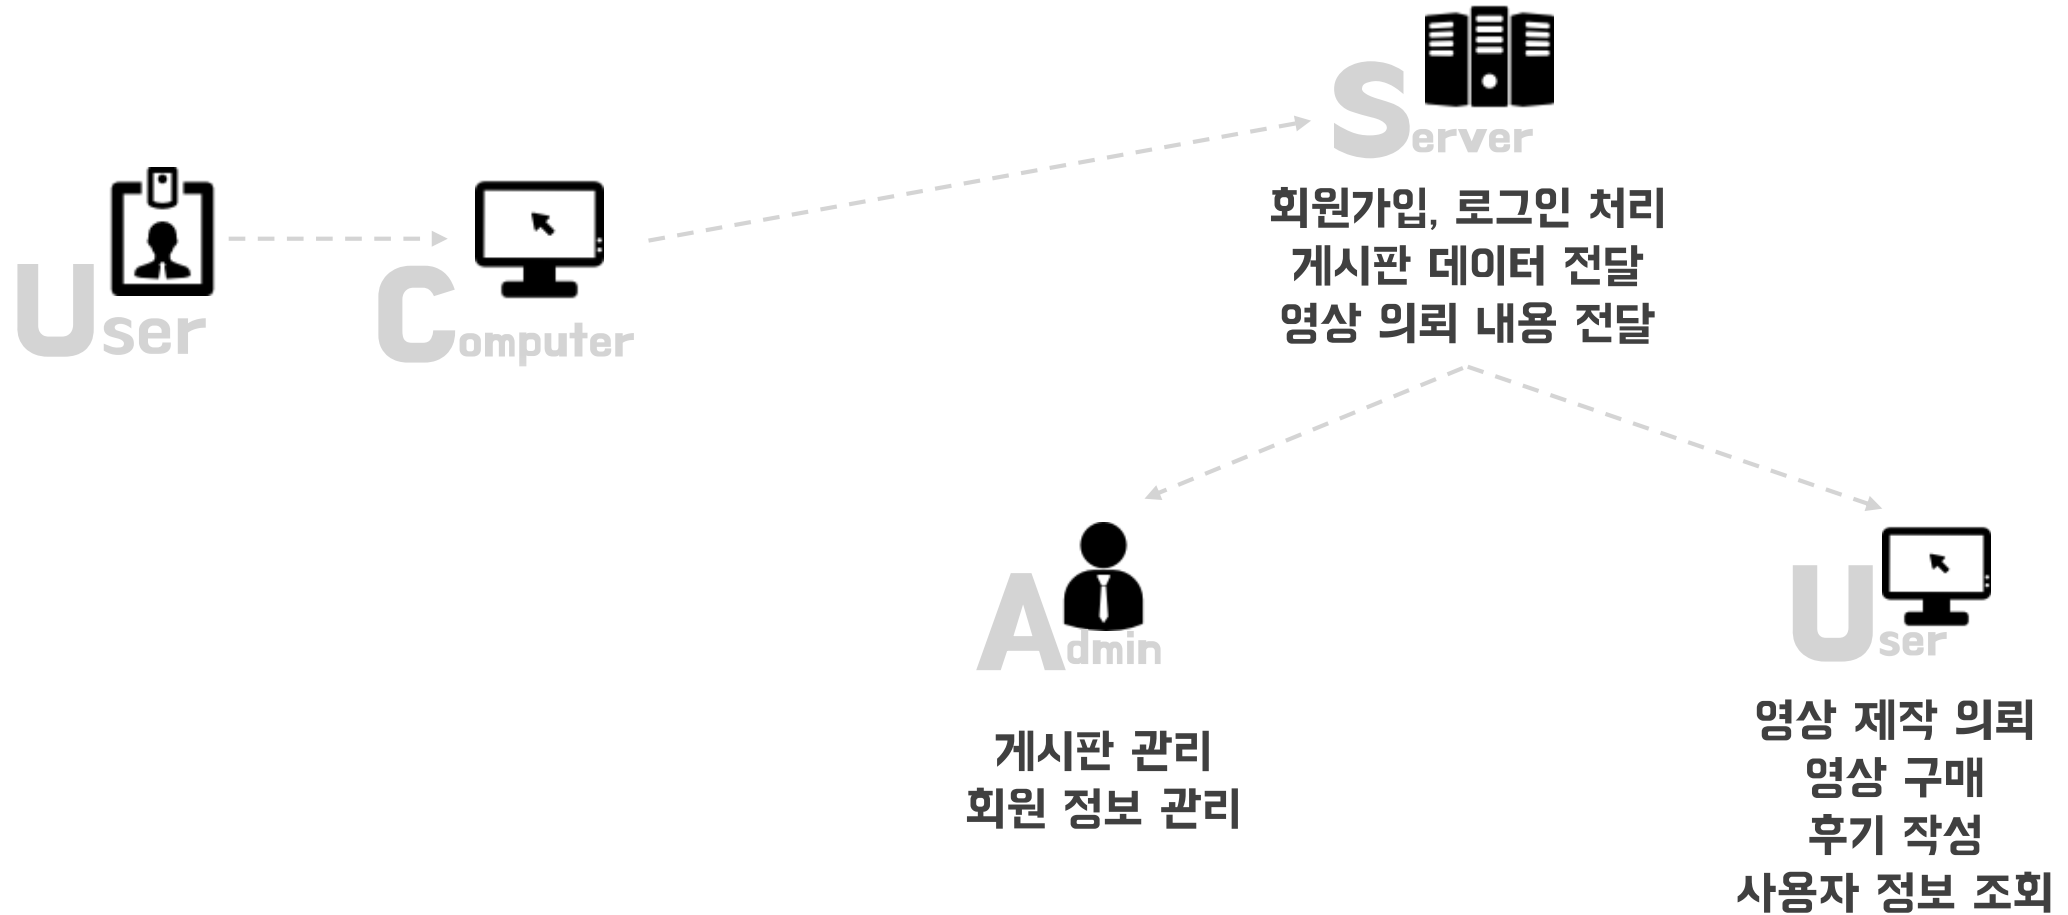 User
Computer
Server
회원가입, 로그인 처리
게시판 데이터 전달
영상 의뢰 내용 전달
Admin
게시판 관리
회원 정보 관리
User
영상 제작 의뢰
영상 구매
후기 작성
사용자 정보 조회